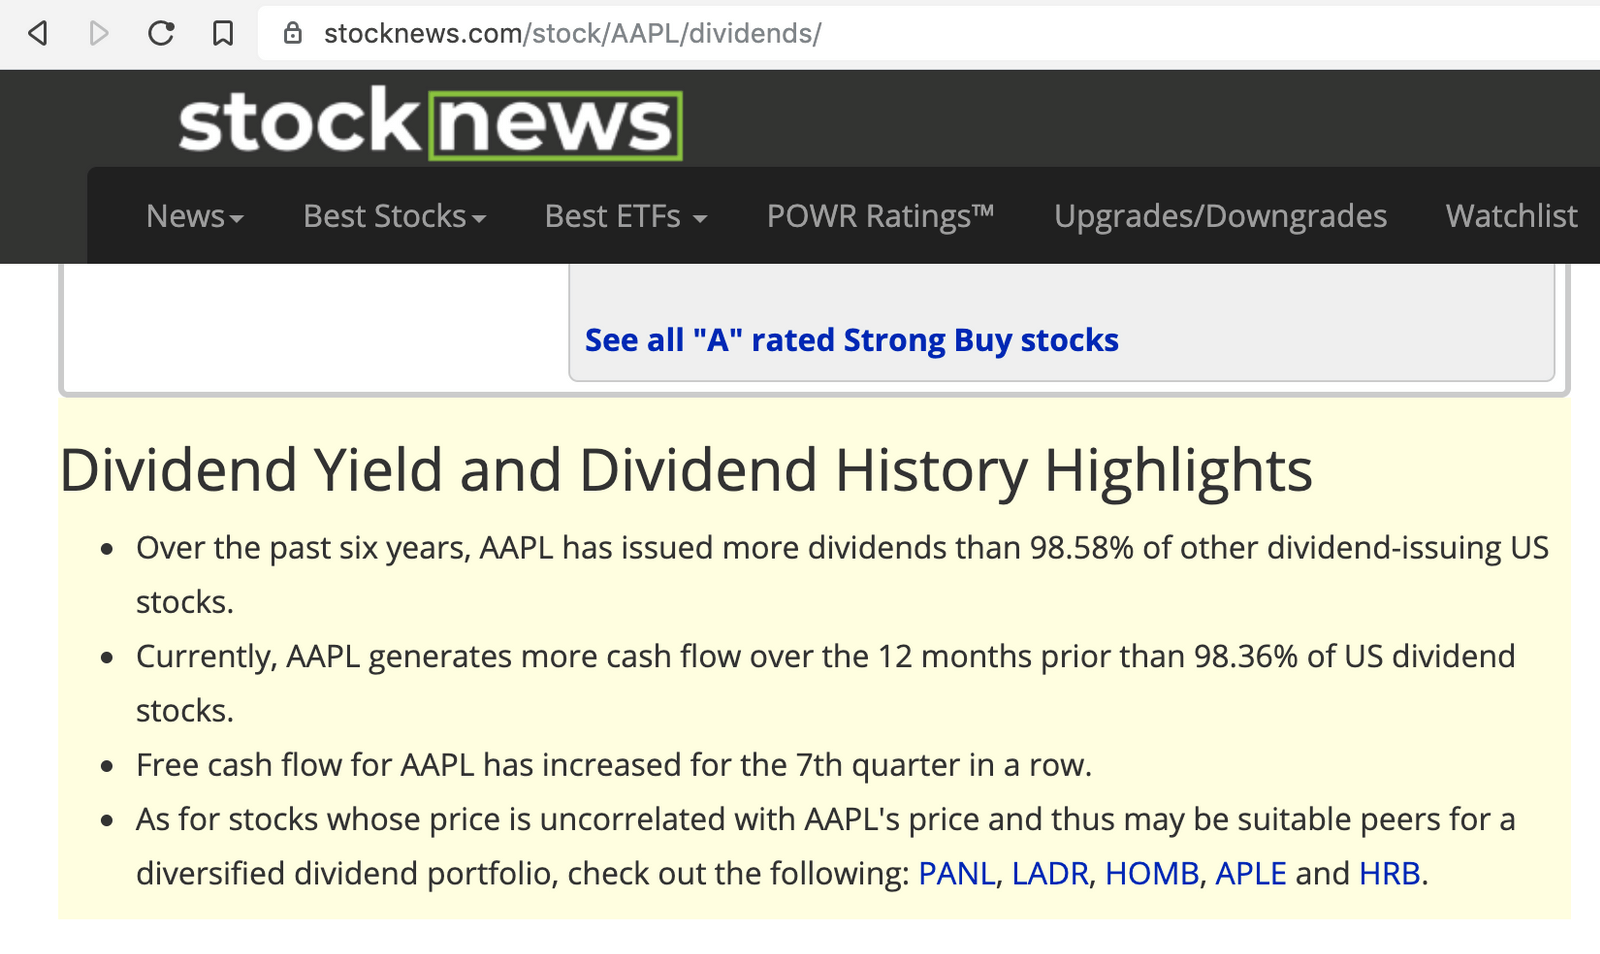 stocknews.com/stock/AAPL/dividends/
stocknews
News Best Stocks Best ETFs POWR Ratings™ Upgrades/Downgrades Watchlist
See all "A" rated Strong Buy stocks
Dividend Yield and Dividend History Highlights
• Over the past six years, AAPL has issued more dividends than 98.58% of other dividend-issuing US
stocks.
• Currently, AAPL generates more cash flow over the 12 months prior than 98.36% of US dividend
stocks.
• Free cash flow for AAPL has increased for the 7th quarter in a row.
• As for stocks whose price is uncorrelated with AAPL's price and thus may be suitable peers for a
diversified dividend portfolio, check out the following: PANL, LADR, HOMB, APLE and HRB.